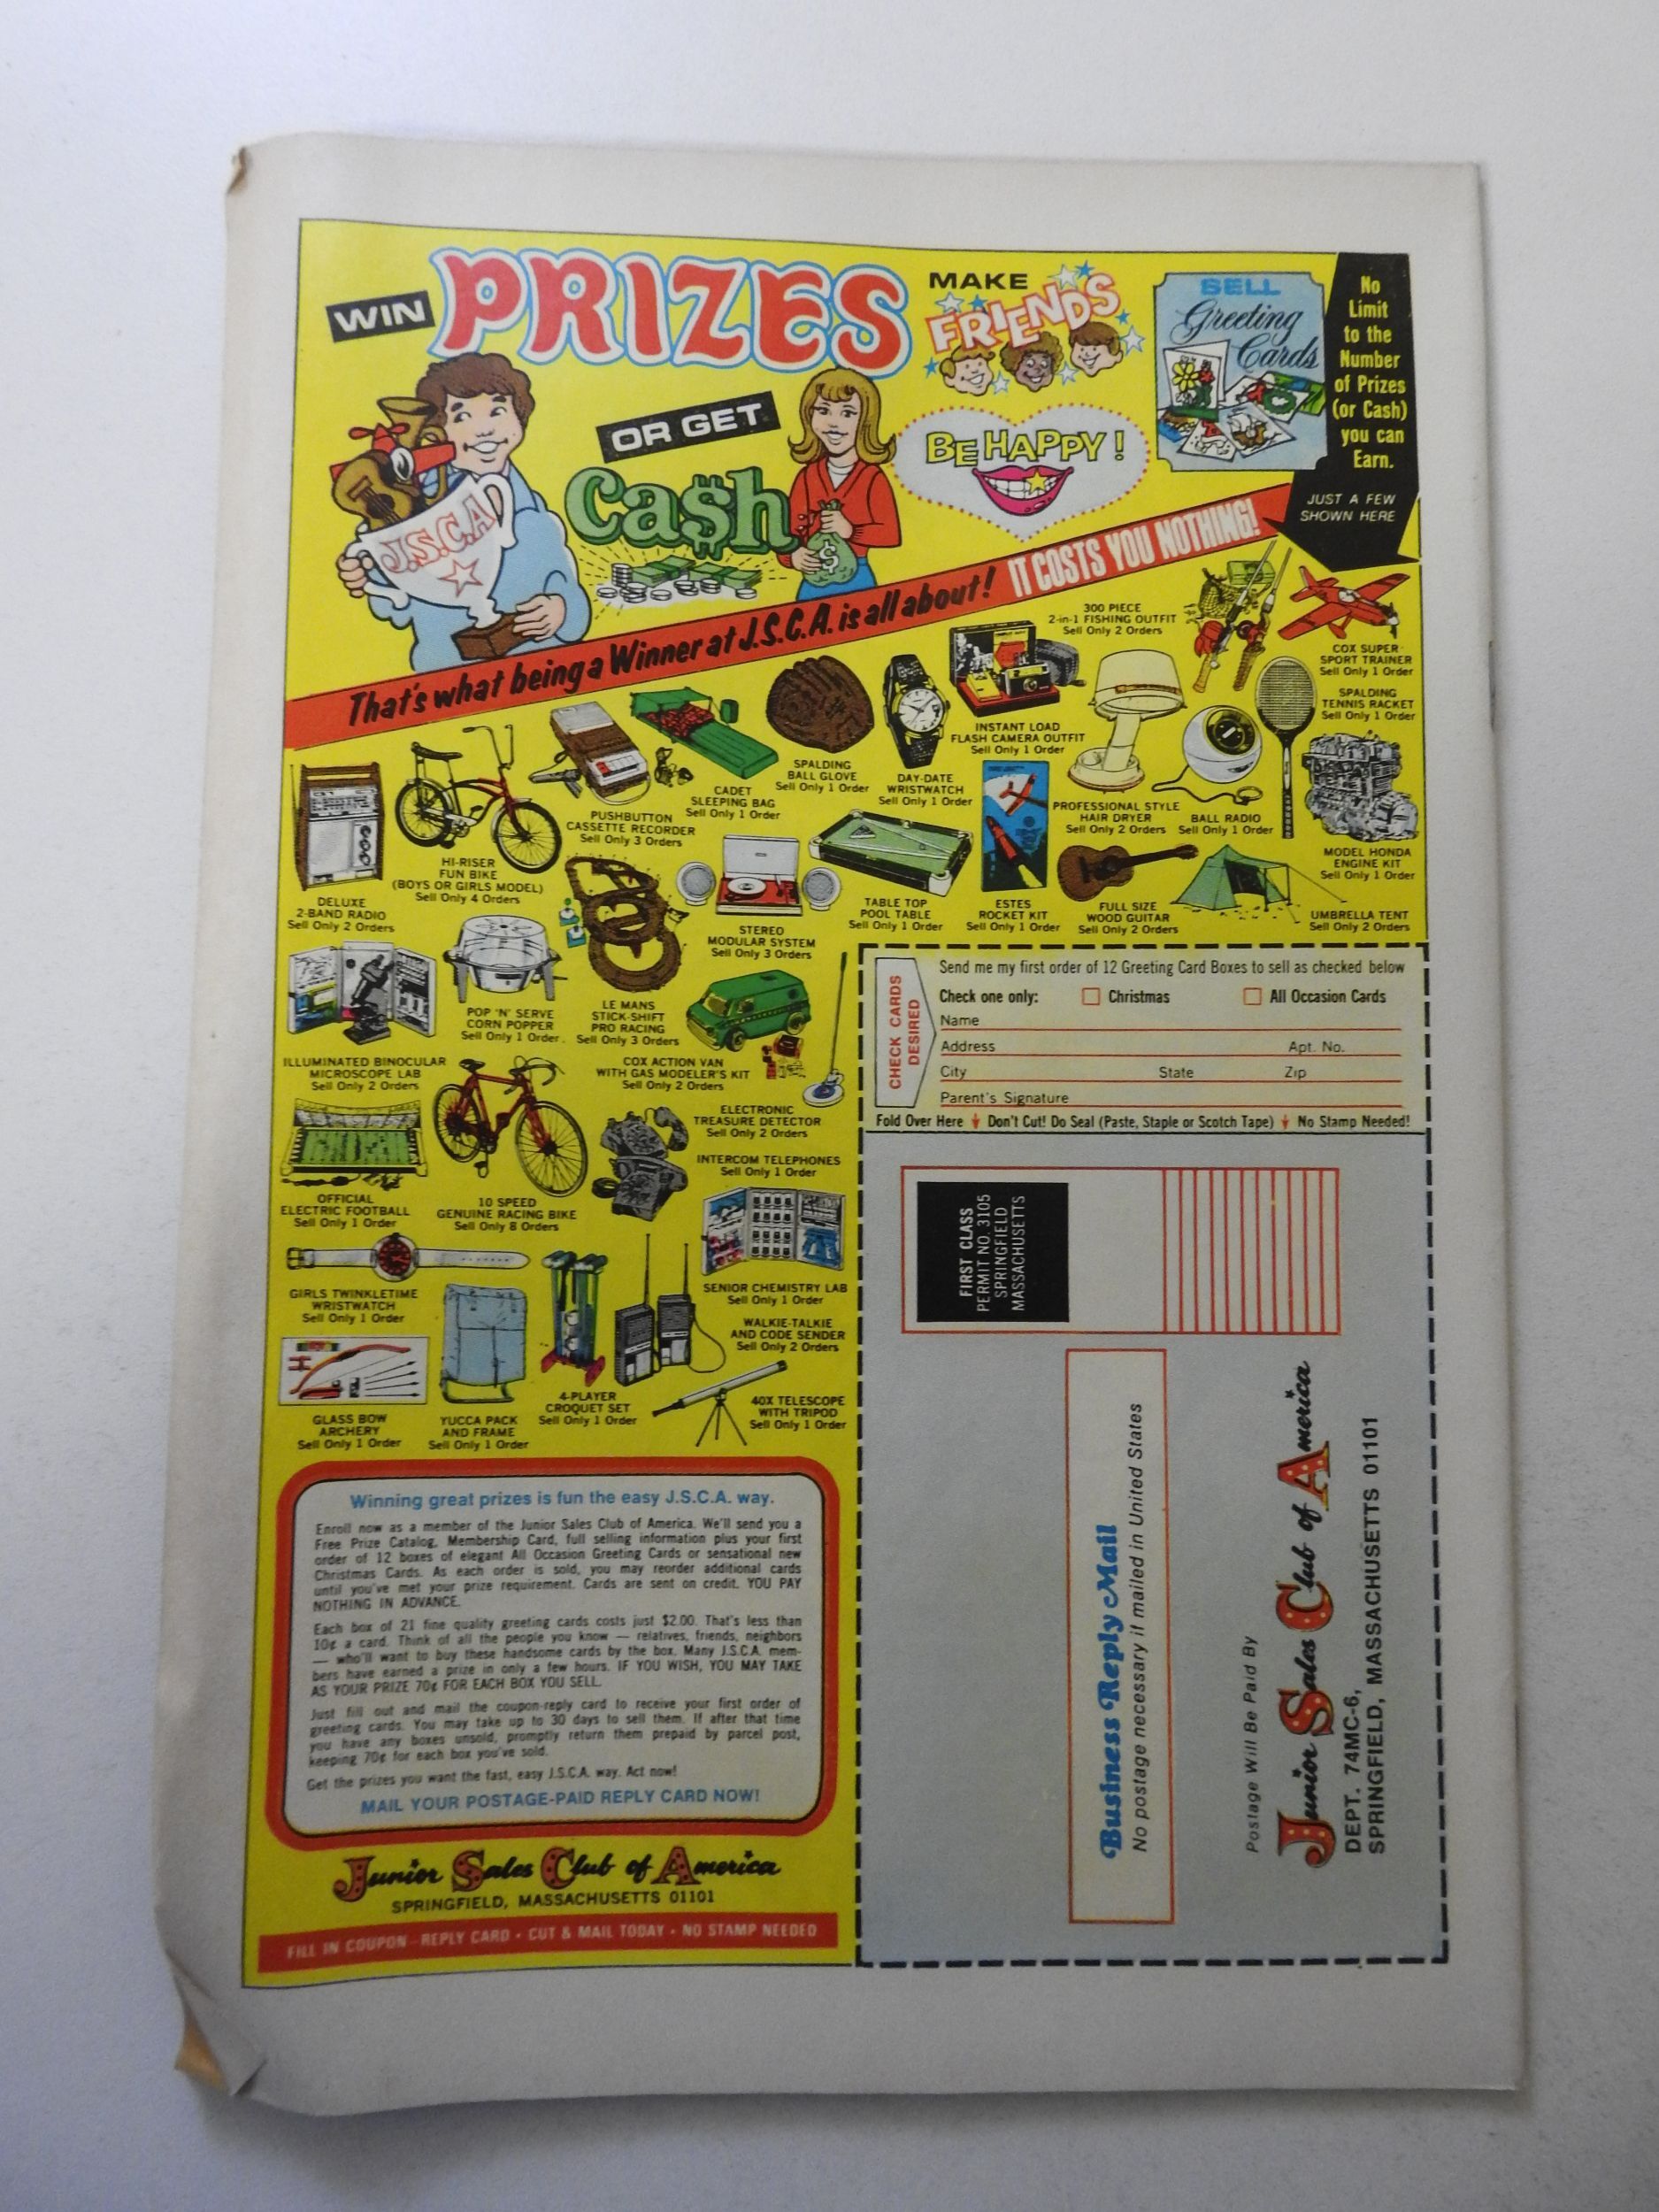 WIN PRIZES
OR GET
Ca$h
MAKE
FRIENDS
BE HAPPY!
SELL
Greeting
Cards
No
Limit
to the
Number
of Prizes
(or Cash)
you can
Earn.
JUST A FEW
SHOWN HERE
J.S.C.A.
$
That's what being a Winner at J.S.C.A. is all about! IT COSTS YOU NOTHING!
300 PIECE
2-in-1 FISHING OUTFIT
Sell Only 2 Orders
COX SUPER
SPORT TRAINER
Sell Only 1 Order
SPALDING
TENNIS RACKET
Sell Only 1 Order
INSTANT LOAD
FLASH CAMERA OUTFIT
Sell Only 1 Order
SPALDING
BALL GLOVE
Sell Only 1 Order
DAY-DATE
WRISTWATCH
Sell Only 1 Order
CADET
SLEEPING BAG
Sell Only 1 Order
PUSHBUTTON
CASSETTE RECORDER
Sell Only 3 Orders
PROFESSIONAL STYLE
HAIR DRYER
Sell Only 2 Orders
BALL RADIO
Sell Only 1 Order
MODEL HONDA
ENGINE KIT
Sell Only 1 Order
HI-RISER
FUN BIKE
(BOYS OR GIRLS MODEL)
Sell Only 4 Orders
DELUXE
2-BAND RADIO
Sell Only 2 Orders
STEREO
MODULAR SYSTEM
Sell Only 3 Orders
TABLE TOP
POOL TABLE
Sell Only 1 Order
ESTES
ROCKET KIT
Sell Only 1 Order
FULL SIZE
WOOD GUITAR
Sell Only 2 Orders
UMBRELLA TENT
Sell Only 2 Orders
POP 'N' SERVE
CORN POPPER
Sell Only 1 Order.
LE MANS
STICK-SHIFT
PRO RACING
Sell Only 3 Orders
ILLUMINATED BINOCULAR
MICROSCOPE LAB
Sell Only 2 Orders
COX ACTION VAN
WITH GAS MODELER'S KIT
Sell Only 2 Orders
ELECTRONIC
TREASURE DETECTOR
Sell Only 2 Orders
INTERCOM TELEPHONES
Sell Only 1 Order
OFFICIAL
ELECTRIC FOOTBALL
Sell Only 1 Order
10 SPEED
GENUINE RACING BIKE
Sell Only 8 Orders
GIRLS TWINKLETIME
WRISTWATCH
Sell Only 1 Order
SENIOR CHEMISTRY LAB
Sell Only 1 Order
WALKIE-TALKIE
AND CODE SENDER
Sell Only 2 Orders
GLASS BOW
ARCHERY
Sell Only 1 Order
YUCCA PACK
AND FRAME
Sell Only 1 Order
4-PLAYER
CROQUET SET
Sell Only 1 Order
40X TELESCOPE
WITH TRIPOD
Sell Only 1 Order
Winning great prizes is fun the easy J.S.C.A. way.
Enroll now as a member of the Junior Sales Club of America. We'll send you a
Free Prize Catalog, Membership Card, full selling information plus your first
order of 12 boxes of elegant All Occasion Greeting Cards or sensational new
Christmas Cards. As each order is sold, you may reorder additional cards
until you've met your prize requirement. Cards are sent on credit. YOU PAY
NOTHING IN ADVANCE.
Each box of 21 fine quality greeting cards costs just $2.00. That's less than
10¢ a card. Think of all the people you know — relatives, friends, neighbors
— who'll want to buy these handsome cards by the box. Many J.S.C.A. mem-
bers have earned a prize in only a few hours. IF YOU WISH, YOU MAY TAKE
AS YOUR PRIZE 70¢ FOR EACH BOX YOU SELL.
Just fill out and mail the coupon-reply card to receive your first order of
greeting cards. You may take up to 30 days to sell them. If after that time
you have any boxes unsold, promptly return them prepaid by parcel post,
keeping 70¢ for each box you've sold.
Get the prizes you want the fast, easy J.S.C.A. way. Act now!
MAIL YOUR POSTAGE-PAID REPLY CARD NOW!
Junior Sales Club of America
SPRINGFIELD, MASSACHUSETTS 01101
FILL IN COUPON - REPLY CARD • CUT & MAIL TODAY • NO STAMP NEEDED
CHECK CARDS
DESIRED
Send me my first order of 12 Greeting Card Boxes to sell as checked below
Check one only: Christmas All Occasion Cards
Name
Address Apt. No.
City State Zip
Parent's Signature
Fold Over Here Don't Cut! Do Seal (Paste, Staple or Scotch Tape) No Stamp Needed!
FIRST CLASS
PERMIT NO. 3105
SPRINGFIELD
MASSACHUSETTS
Business Reply Mail
No postage necessary if mailed in United States
Postage Will Be Paid By
Junior Sales Club of America
DEPT. 74MC-6,
SPRINGFIELD, MASSACHUSETTS 01101